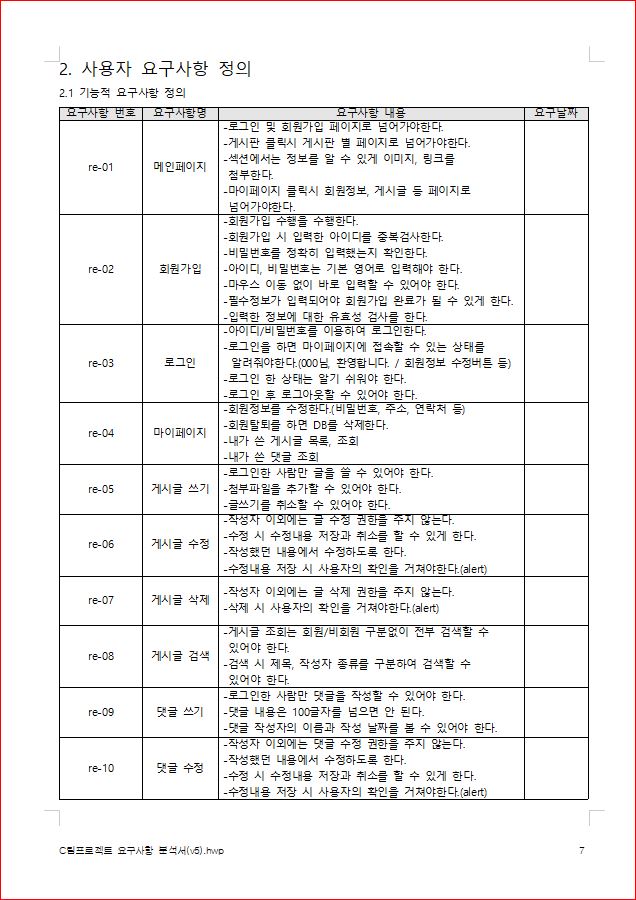 2. 사용자 요구사항 정의
2.1 기능적 요구사항 정의
요구사항 번호 요구사항명 요구사항 내용 요구날짜
re-01 메인페이지
-로그인 및 회원가입 페이지로 넘어가야한다.
-게시판 클릭시 게시판 별 페이지로 넘어가야한다.
-섹션에서는 정보를 알 수 있게 이미지, 링크를
첨부한다.
-마이페이지 클릭시 회원정보, 게시글 등 페이지로
넘어가야한다.
re-02 회원가입
-회원가입 수행을 수행한다.
-회원가입 시 입력한 아이디를 중복검사한다.
-비밀번호를 정확히 입력했는지 확인한다.
-아이디, 비밀번호는 기본 영어로 입력해야 한다.
-마우스 이동 없이 바로 입력할 수 있어야 한다.
-필수정보가 입력되어야 회원가입 완료가 될 수 있게 한다.
-입력한 정보에 대한 유효성 검사를 한다.
re-03 로그인
-아이디/비밀번호를 이용하여 로그인한다.
-로그인을 하면 마이페이지에 접속할 수 있는 상태를
알려줘야한다.(000님, 환영합니다. / 회원정보 수정버튼 등)
-로그인 한 상태는 알기 쉬워야 한다.
-로그인 후 로그아웃할 수 있어야 한다.
re-04 마이페이지
-회원정보를 수정한다.(비밀번호, 주소, 연락처 등)
-회원탈퇴를 하면 DB를 삭제한다.
-내가 쓴 게시글 목록, 조회
-내가 쓴 댓글 조회
re-05 게시글 쓰기
-로그인한 사람만 글을 쓸 수 있어야 한다.
-첨부파일을 추가할 수 있어야 한다.
-글쓰기를 취소할 수 있어야 한다.
re-06 게시글 수정
-작성자 이외에는 글 수정 권한을 주지 않는다.
-수정 시 수정내용 저장과 취소를 할 수 있게 한다.
-작성했던 내용에서 수정하도록 한다.
-수정내용 저장 시 사용자의 확인을 거쳐야한다.(alert)
re-07 게시글 삭제
-작성자 이외에는 글 삭제 권한을 주지 않는다.
-삭제 시 사용자의 확인을 거쳐야한다.(alert)
re-08 게시글 검색
-게시글 조회는 회원/비회원 구분없이 전부 검색할 수
있어야 한다.
-검색 시 제목, 작성자 종류를 구분하여 검색할 수
있어야 한다.
re-09 댓글 쓰기
-로그인한 사람만 댓글을 작성할 수 있어야 한다.
-댓글 내용은 100글자를 넘으면 안 된다.
-댓글 작성자의 이름과 작성 날짜를 볼 수 있어야 한다.
re-10 댓글 수정
-작성자 이외에는 댓글 수정 권한을 주지 않는다.
-작성했던 내용에서 수정하도록 한다.
-수정 시 수정내용 저장과 취소를 할 수 있게 한다.
-수정내용 저장 시 사용자의 확인을 거쳐야한다.(alert)
C팀프로젝트 요구사항 분석서(v5).hwp 7